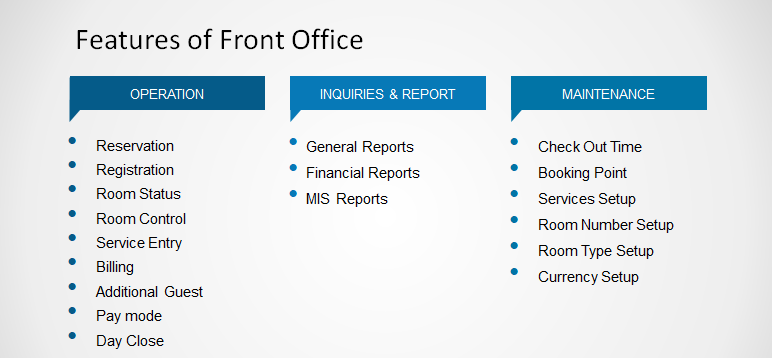 Features of Front Office
OPERATION
Reservation
Registration
Room Status
Room Control
Service Entry
Billing
Additional Guest
Pay mode
Day Close
INQUIRIES & REPORT
General Reports
Financial Reports
MIS Reports
MAINTENANCE
Check Out Time
Booking Point
Services Setup
Room Number Setup
Room Type Setup
Currency Setup